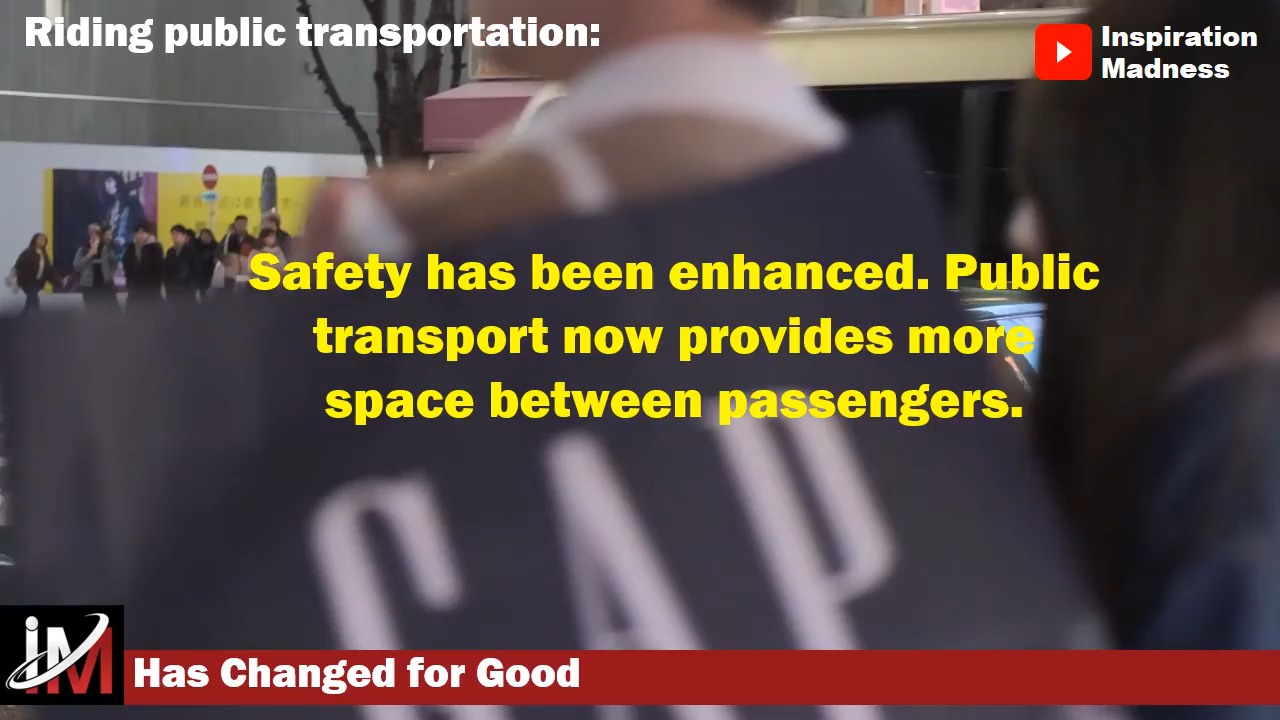 Riding public transportation:
Inspiration
Madness
Safety has been enhanced. Public
transport now provides more
space between passengers.
GAP
iM
Has Changed for Good